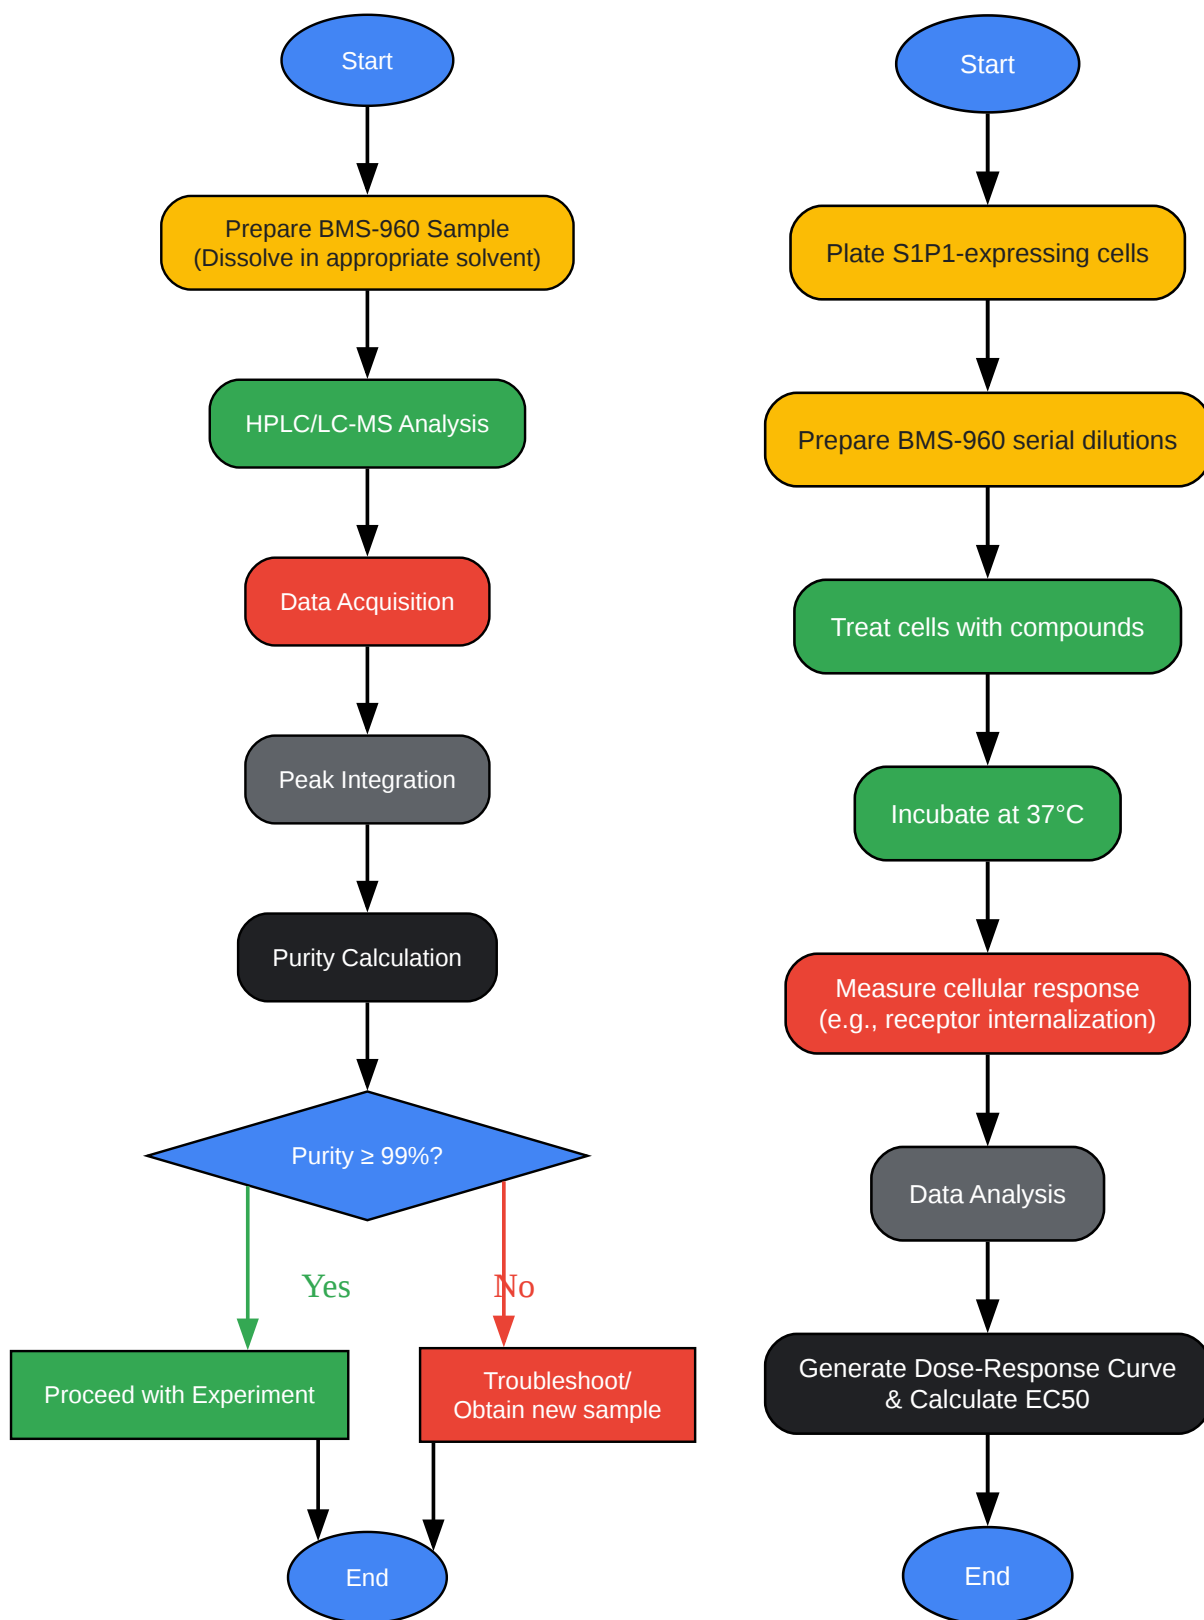 Start
Prepare BMS-960 Sample
(Dissolve in appropriate solvent)
HPLC/LC-MS Analysis
Data Acquisition
Peak Integration
Purity Calculation
Purity ≥ 99%?
Yes
No
Proceed with Experiment
Troubleshoot/
Obtain new sample
End
Start
Plate S1P1-expressing cells
Prepare BMS-960 serial dilutions
Treat cells with compounds
Incubate at 37°C
Measure cellular response
(e.g., receptor internalization)
Data Analysis
Generate Dose-Response Curve
& Calculate EC50
End